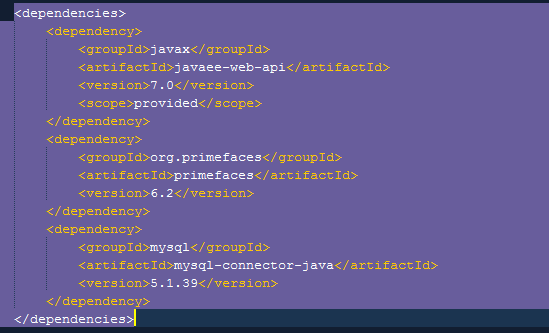 <dependencies>
<dependency>
<groupId>javax</groupId>
<artifactId>javaee-web-api</artifactId>
<version>7.0</version>
<scope>provided</scope>
</dependency>
<dependency>
<groupId>org.primefaces</groupId>
<artifactId>primefaces</artifactId>
<version>6.2</version>
</dependency>
<dependency>
<groupId>mysql</groupId>
<artifactId>mysql-connector-java</artifactId>
<version>5.1.39</version>
</dependency>
</dependencies>